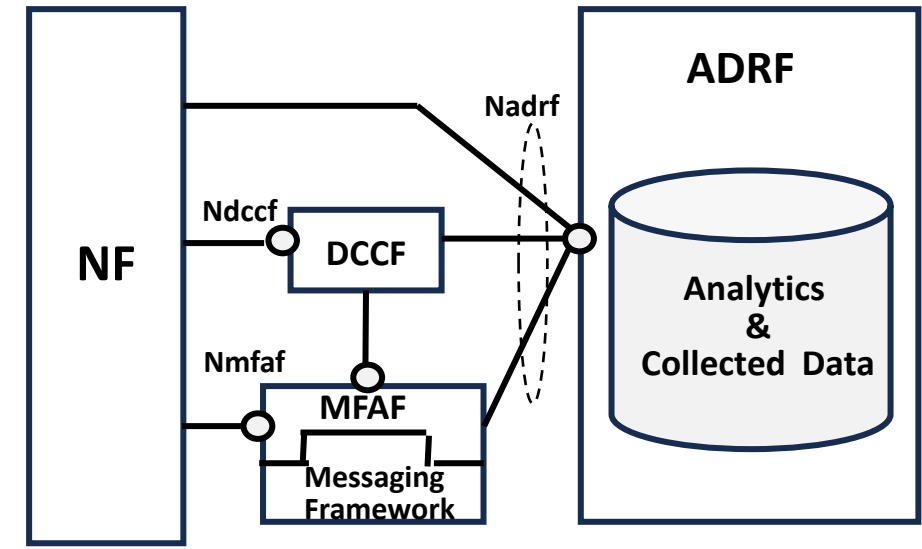 ADRF
Nadrf
Ndccf
DCCF
NF
Analytics
&
Collected Data
Nmfaf
MFAF
Messaging
Framework